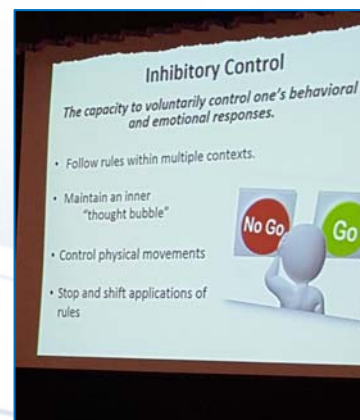 Inhibitory Control
The capacity to voluntarily control one's behavioral
and emotional responses.
• Follow rules within multiple contexts.
• Maintain an inner
"thought bubble"
• Control physical movements
• Stop and shift applications of
rules
No Go
Go